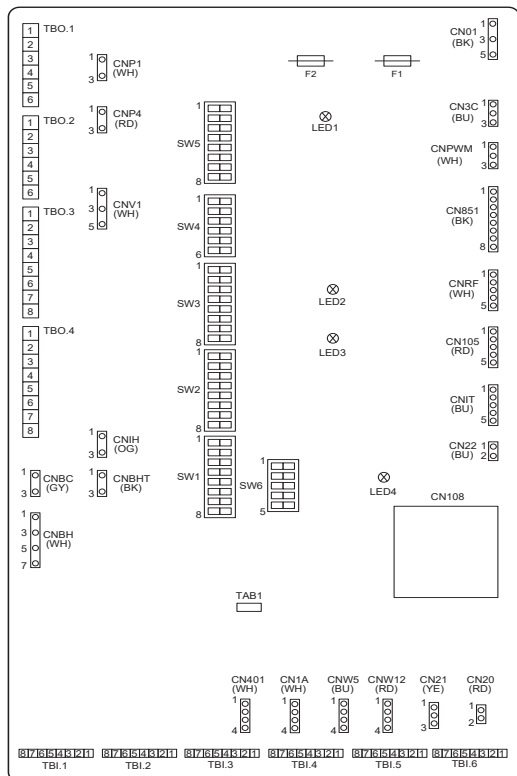 TBO.1
1
2
3
4
5
6
CNP1
(WH)
1
3
F2
F1
CN01
(BK)
1
3
5
TBO.2
1
2
3
4
5
6
CNP4
(RD)
1
3
SW5
1
8
LED1
CN3C
(BU)
1
3
CNPWM
(WH)
1
3
TBO.3
1
2
3
4
5
6
7
8
CNV1
(WH)
1
3
5
SW4
1
6
CN851
(BK)
1
8
SW3
1
8
LED2
CNRF
(WH)
1
5
TBO.4
1
2
3
4
5
6
7
8
SW2
1
8
LED3
CN105
(RD)
1
5
CNIT
(BU)
1
5
CNIH
(OG)
1
3
CN22
(BU)
1
2
CNBC
(GY)
1
3
CNBHT
(BK)
1
3
SW1
1
8
SW6
1
5
LED4
CN108
CNBH
(WH)
1
3
5
7
TAB1
CN401
(WH)
1
4
CN1A
(WH)
1
4
CNW5
(BU)
1
4
CNW12
(RD)
1
4
CN21
(YE)
1
3
CN20
(RD)
1
2
8 7 6 5 4 3 2 1
TBI.1
8 7 6 5 4 3 2 1
TBI.2
8 7 6 5 4 3 2 1
TBI.3
8 7 6 5 4 3 2 1
TBI.4
8 7 6 5 4 3 2 1
TBI.5
8 7 6 5 4 3 2 1
TBI.6